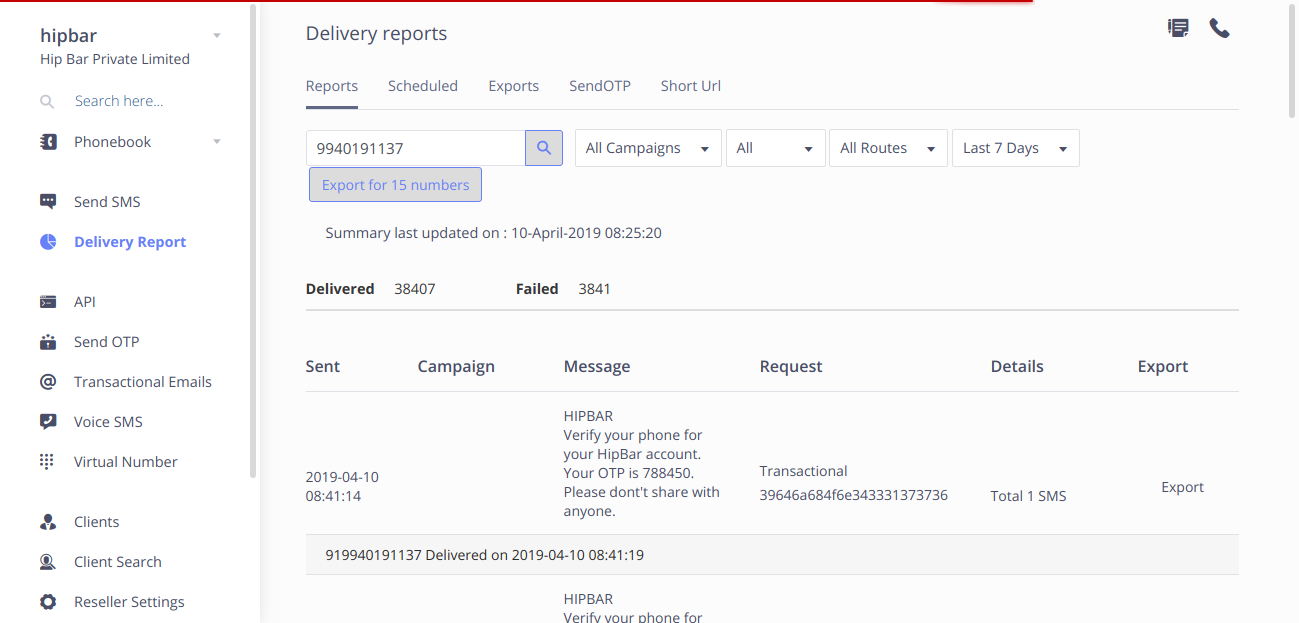 hipbar
Hip Bar Private Limited
Search here...
Phonebook
Send SMS
Delivery Report
API
Send OTP
Transactional Emails
Voice SMS
Virtual Number
Clients
Client Search
Reseller Settings
Delivery reports
Reports Scheduled Exports SendOTP Short Url
9940191137 All Campaigns All All Routes Last 7 Days
Export for 15 numbers
Summary last updated on : 10-April-2019 08:25:20
Delivered 38407 Failed 3841
Sent Campaign Message Request Details Export
2019-04-10
08:41:14
HIPBAR
Verify your phone for
your HipBar account.
Your OTP is 788450.
Please dont't share with
anyone.
Transactional
39646a684f6e343331373736
Total 1 SMS
Export
919940191137 Delivered on 2019-04-10 08:41:19
HIPBAR
Verify your phone for